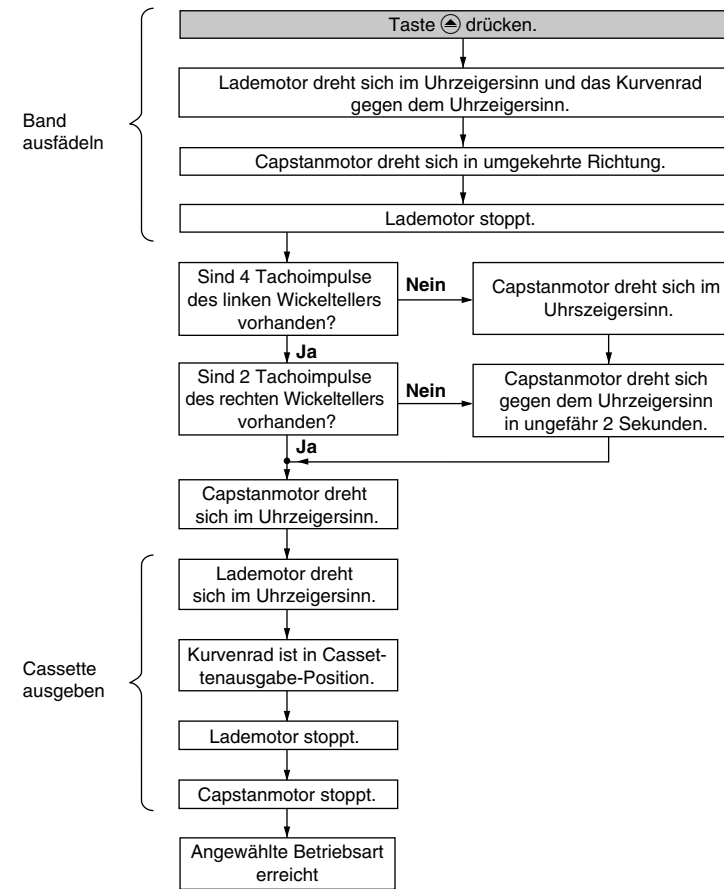 Taste drücken.
Lademotor dreht sich im Uhrzeigersinn und das Kurvenrad
gegen dem Uhrzeigersinn.
Band
ausfädeln
Capstanmotor dreht sich in umgekehrte Richtung.
Lademotor stoppt.
Sind 4 Tachoimpulse
des linken Wickeltellers
vorhanden?
Nein
Capstanmotor dreht sich im
Uhrszeigersinn.
Ja
Sind 2 Tachoimpulse
des rechten Wickeltellers
vorhanden?
Nein
Capstanmotor dreht sich
gegen dem Uhrzeigersinn
in ungefähr 2 Sekunden.
Ja
Capstanmotor dreht
sich im Uhrzeigersinn.
Lademotor dreht
sich im Uhrzeigersinn.
Cassette
ausgeben
Kurvenrad ist in Casset-
tenausgabe-Position.
Lademotor stoppt.
Capstanmotor stoppt.
Angewählte Betriebsart
erreicht